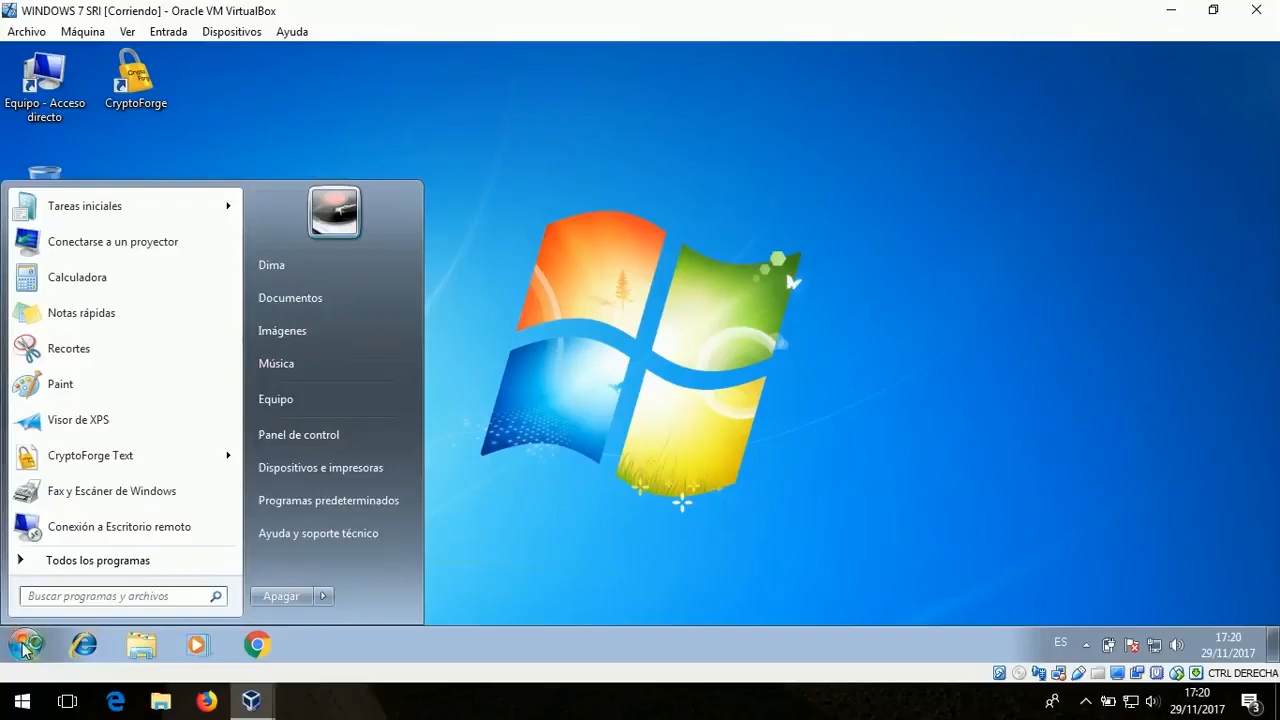 WINDOWS 7 SRI [Corriendo] - Oracle VM VirtualBox
Archivo Máquina Ver Entrada Dispositivos Ayuda
Equipo - Acceso
directo
CryptoForge
Tareas iniciales
Conectarse a un proyector
Calculadora
Notas rápidas
Recortes
Paint
Visor de XPS
CryptoForge Text
Fax y Escáner de Windows
Conexión a Escritorio remoto
Todos los programas
Buscar programas y archivos
Dima
Documentos
Imágenes
Música
Equipo
Panel de control
Dispositivos e impresoras
Programas predeterminados
Ayuda y soporte técnico
Apagar
ES
17:20
29/11/2017
CTRL DERECHA
17:20
29/11/2017
3